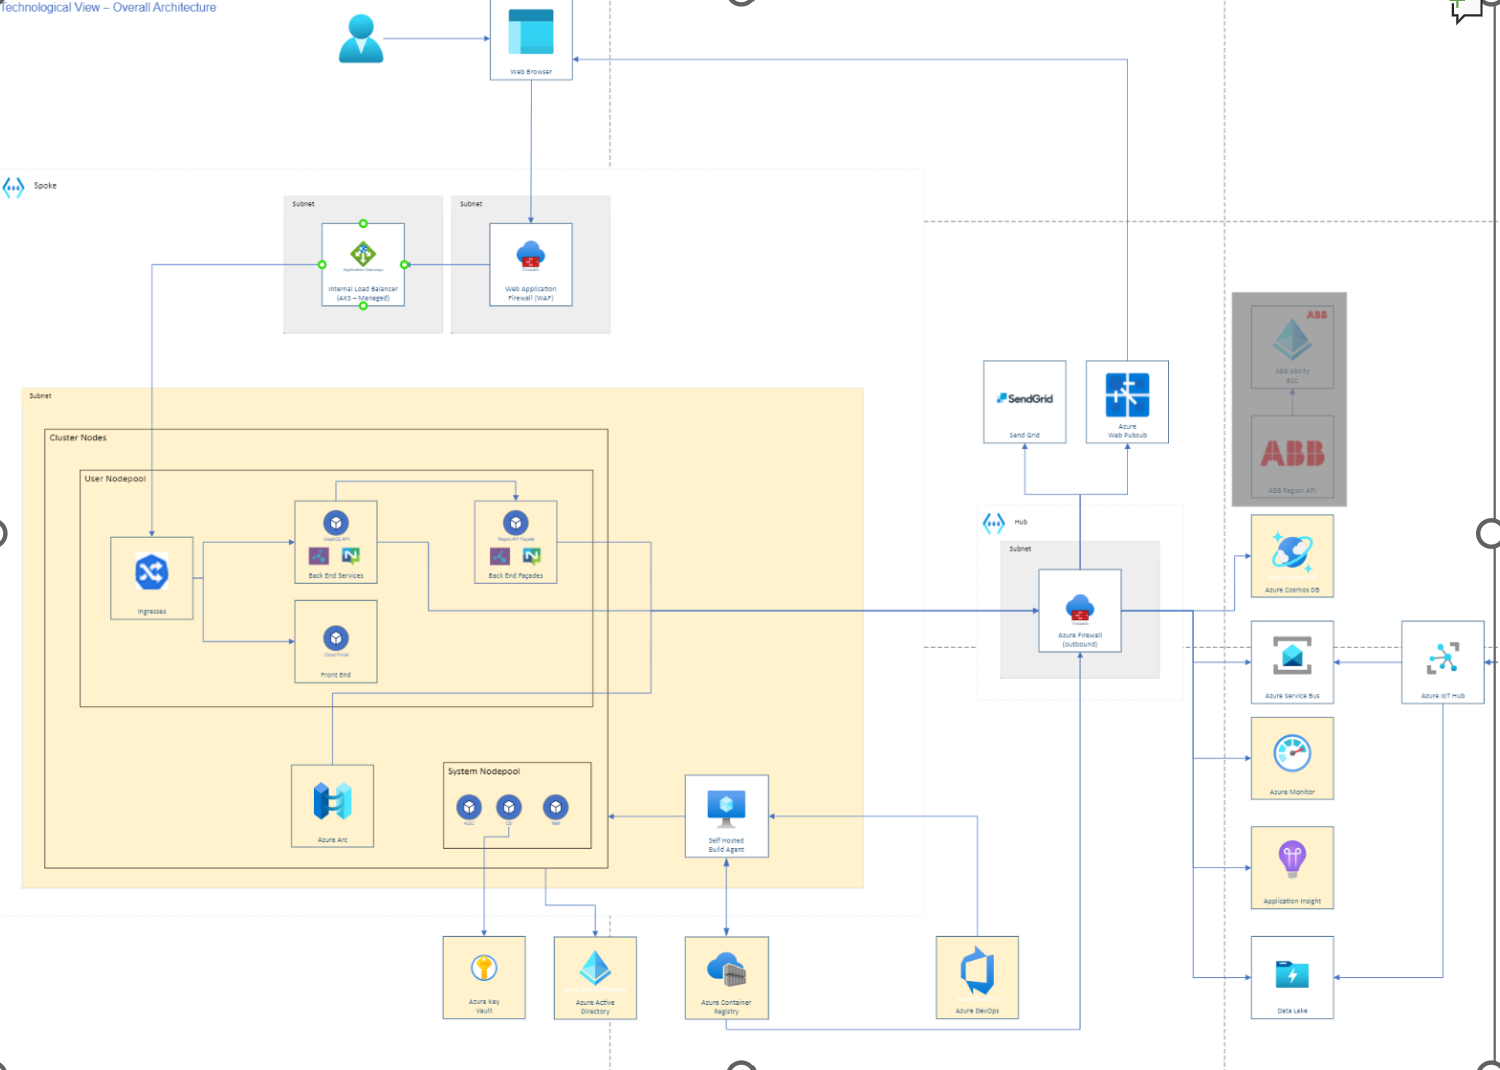 Technological View – Overall Architecture
Web Browser
Spoke
Subnet
Application Gateways
Internal Load Balancer
(AKS – Managed)
Subnet
Firewalls
Web Application
Firewall (WAF)
Subnet
Cluster Nodes
User Nodepool
Ingresses
GraphQL API
Back End Services
Region API Façade
Back End Façades
Cloud Portal
Front End
Azure Arc
System Nodepool
CSI
Self Hosted
Build Agent
Azure Key
Vault
Azure Active
Directory
Azure Container
Registry
Azure DevOps
SendGrid
Send Grid
Azure
Web Pubsub
Hub
Subnet
Firewalls
Azure Firewall
(outbound)
ABB
ABB Ability
B2C
ABB
ABB Region API
Azure Cosmos DB
Azure Service Bus
Azure IoT Hub
Azure Monitor
Application Insight
Data Lake